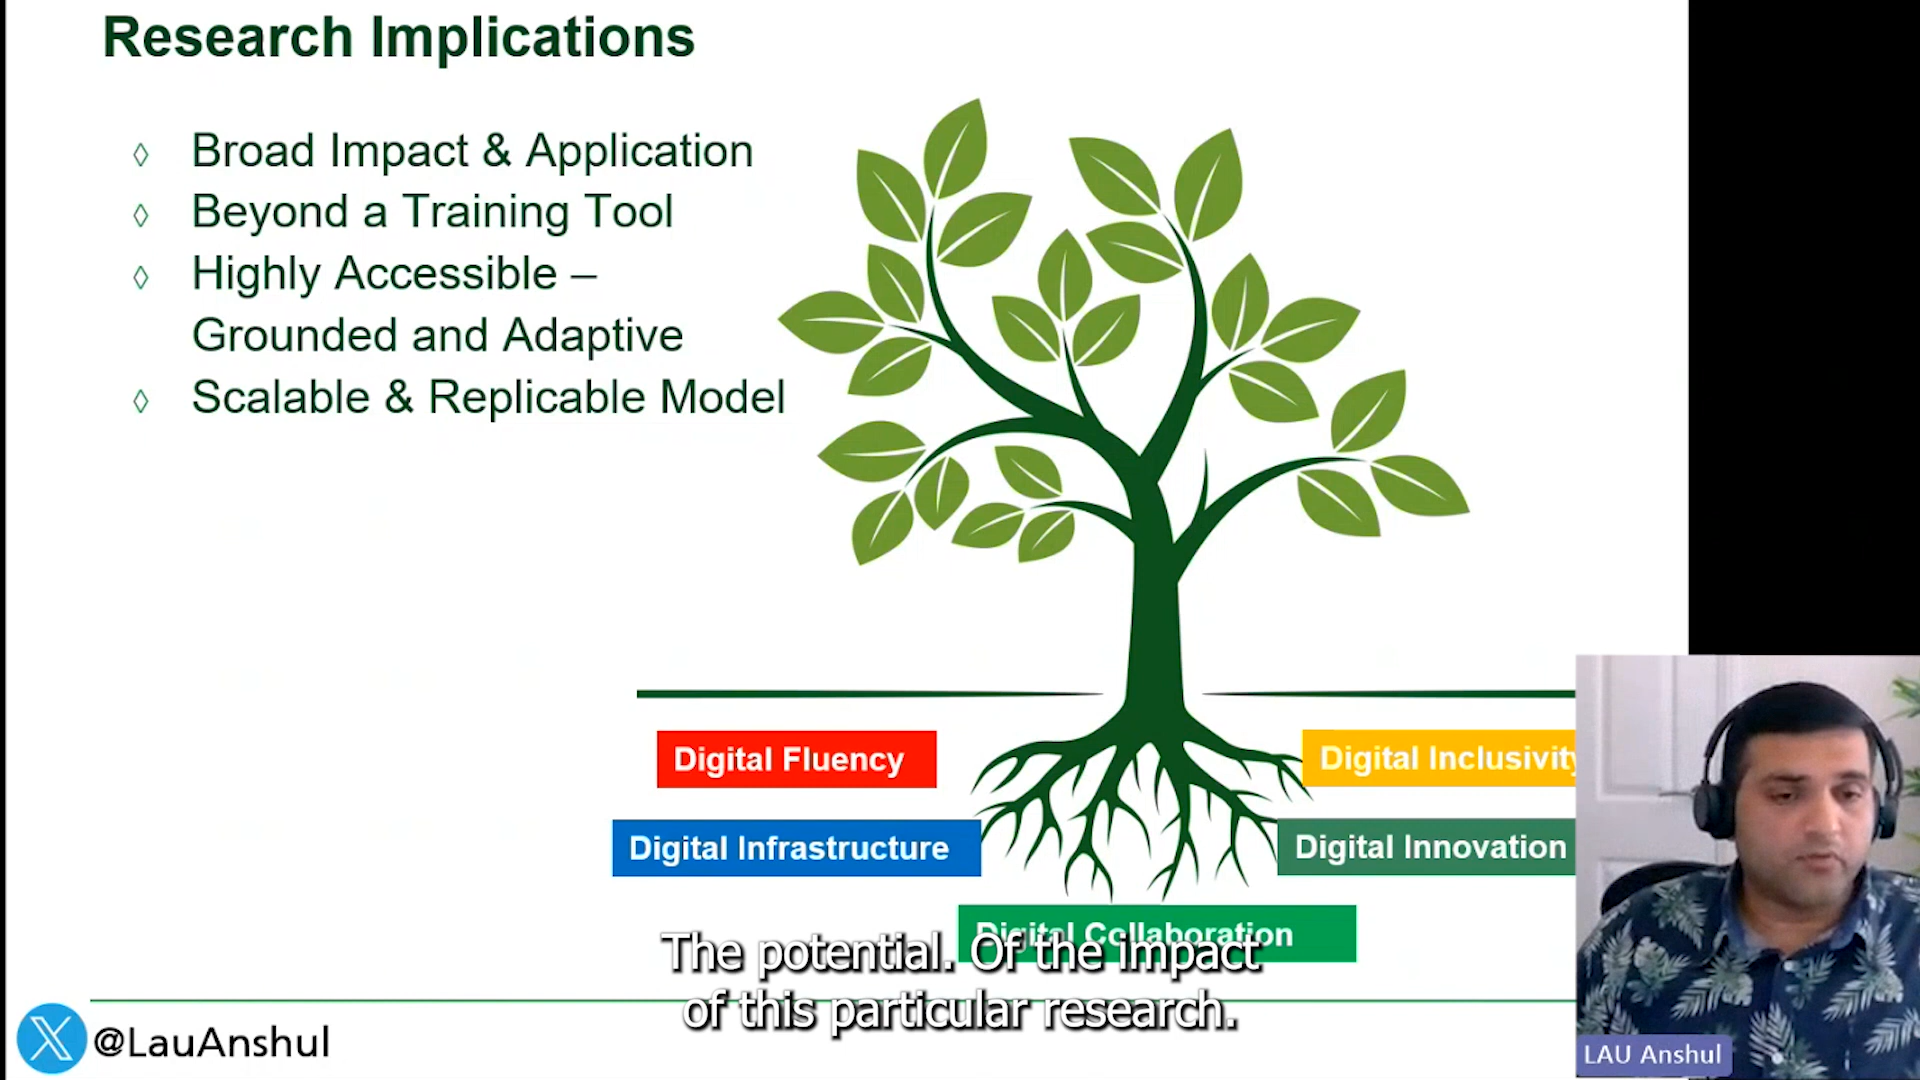 Research Implications
◊ Broad Impact & Application
◊ Beyond a Training Tool
◊ Highly Accessible –
Grounded and Adaptive
◊ Scalable & Replicable Model
Digital Fluency
Digital Inclusivity
Digital Infrastructure
Digital Innovation
Digital Collaboration
The potential. Of the impact
of this particular research.
@LauAnshul
LAU Anshul